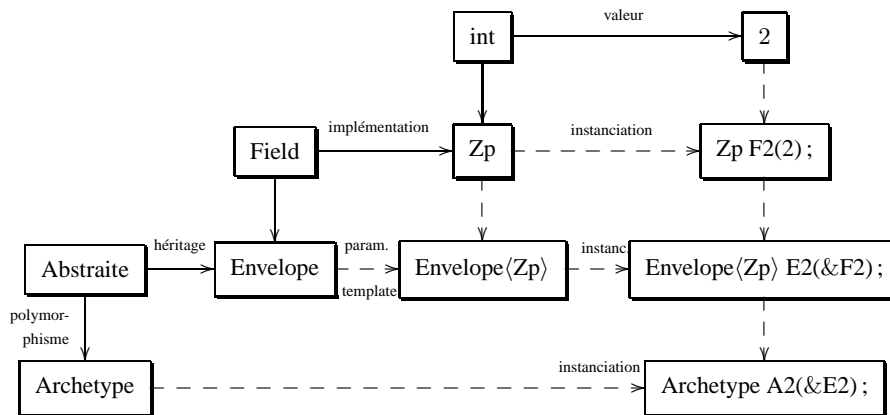 valeur
int
2
implémentation
instanciation
Field
Zp
Zp F2(2) ;
héritage
param.
instanc.
Abstraite
Envelope
Envelope⟨Zp⟩
Envelope⟨Zp⟩ E2(&F2) ;
template
polymor-
phisme
instanciation
Archetype
Archetype A2(&E2) ;